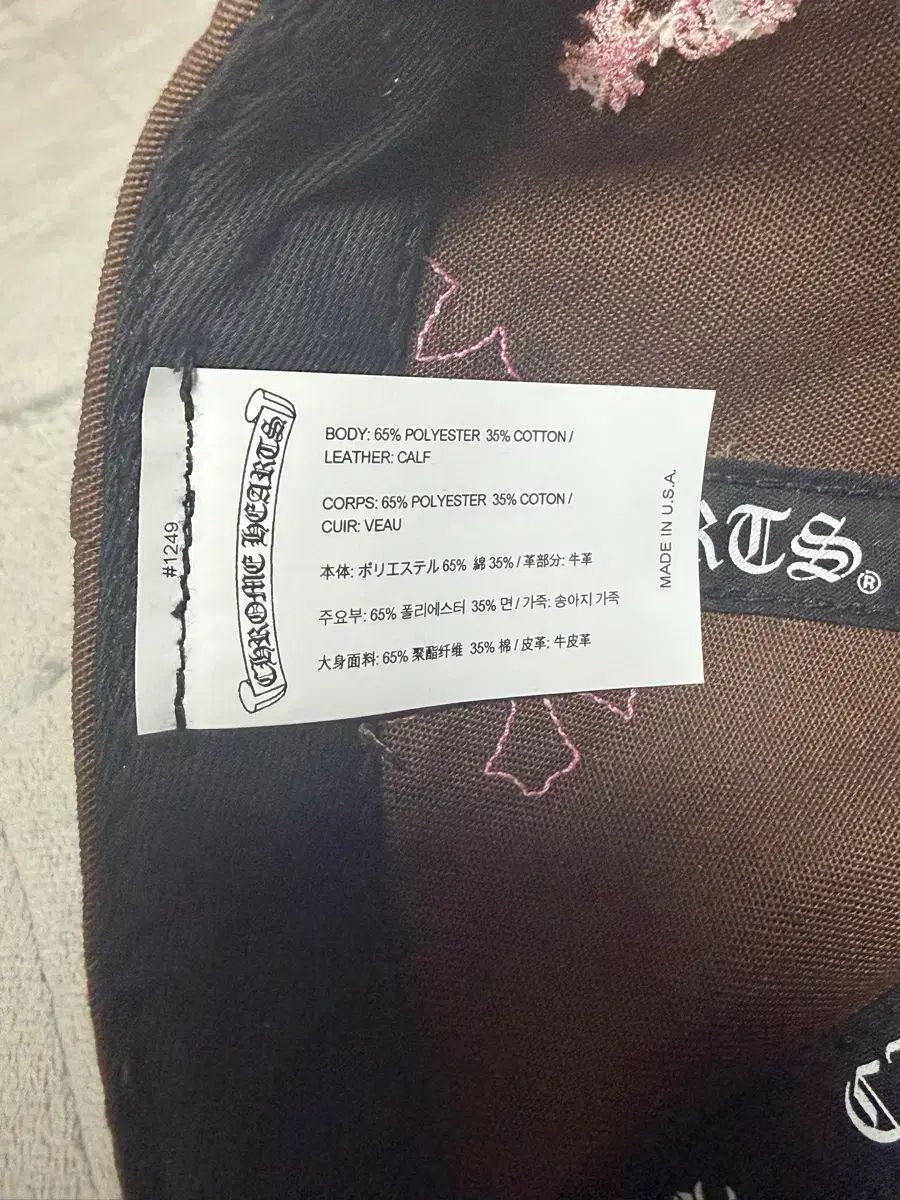 #1249
CHROME HEARTS
BODY: 65% POLYESTER 35% COTTON /
LEATHER: CALF
CORPS: 65% POLYESTER 35% COTON /
CUIR: VEAU
本体: ポリエステル 65% 綿 35% / 革部分: 牛革
주요부: 65% 폴리에스터 35% 면 / 가죽: 송아지 가죽
大身面料: 65% 聚酯纤维 35% 棉 / 皮革: 牛皮革
MADE IN U.S.A.
RTS®